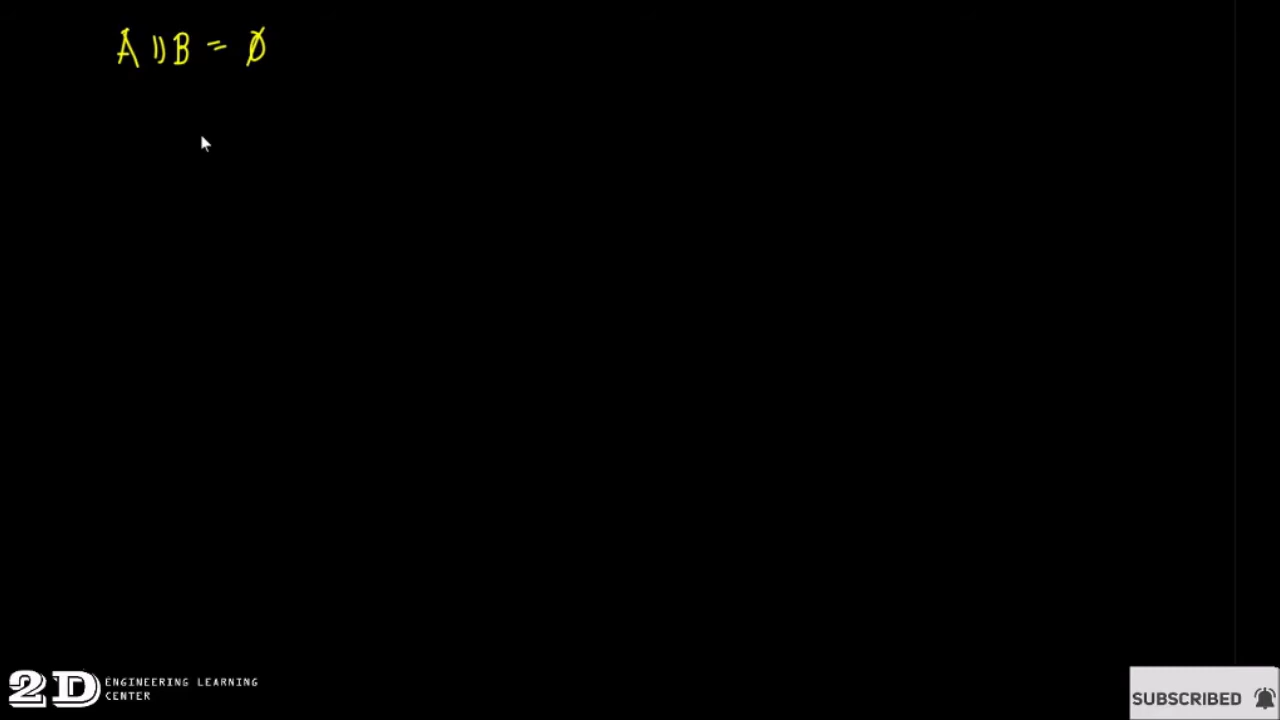 A ∩ B = Ø
2D ENGINEERING LEARNING
CENTER
SUBSCRIBED